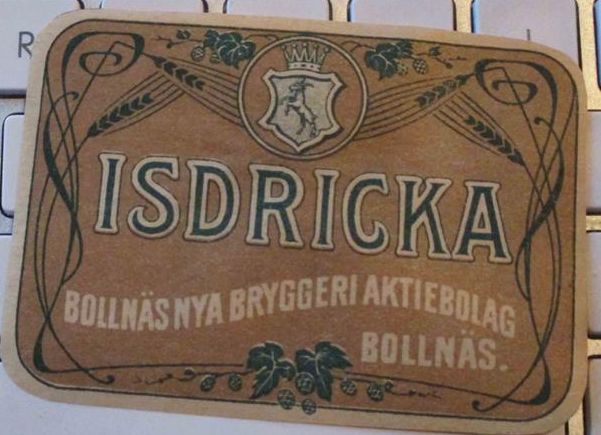 R
ISDRICKA
BOLLNÄS NYA BRYGGERI AKTIEBOLAG
BOLLNÄS.